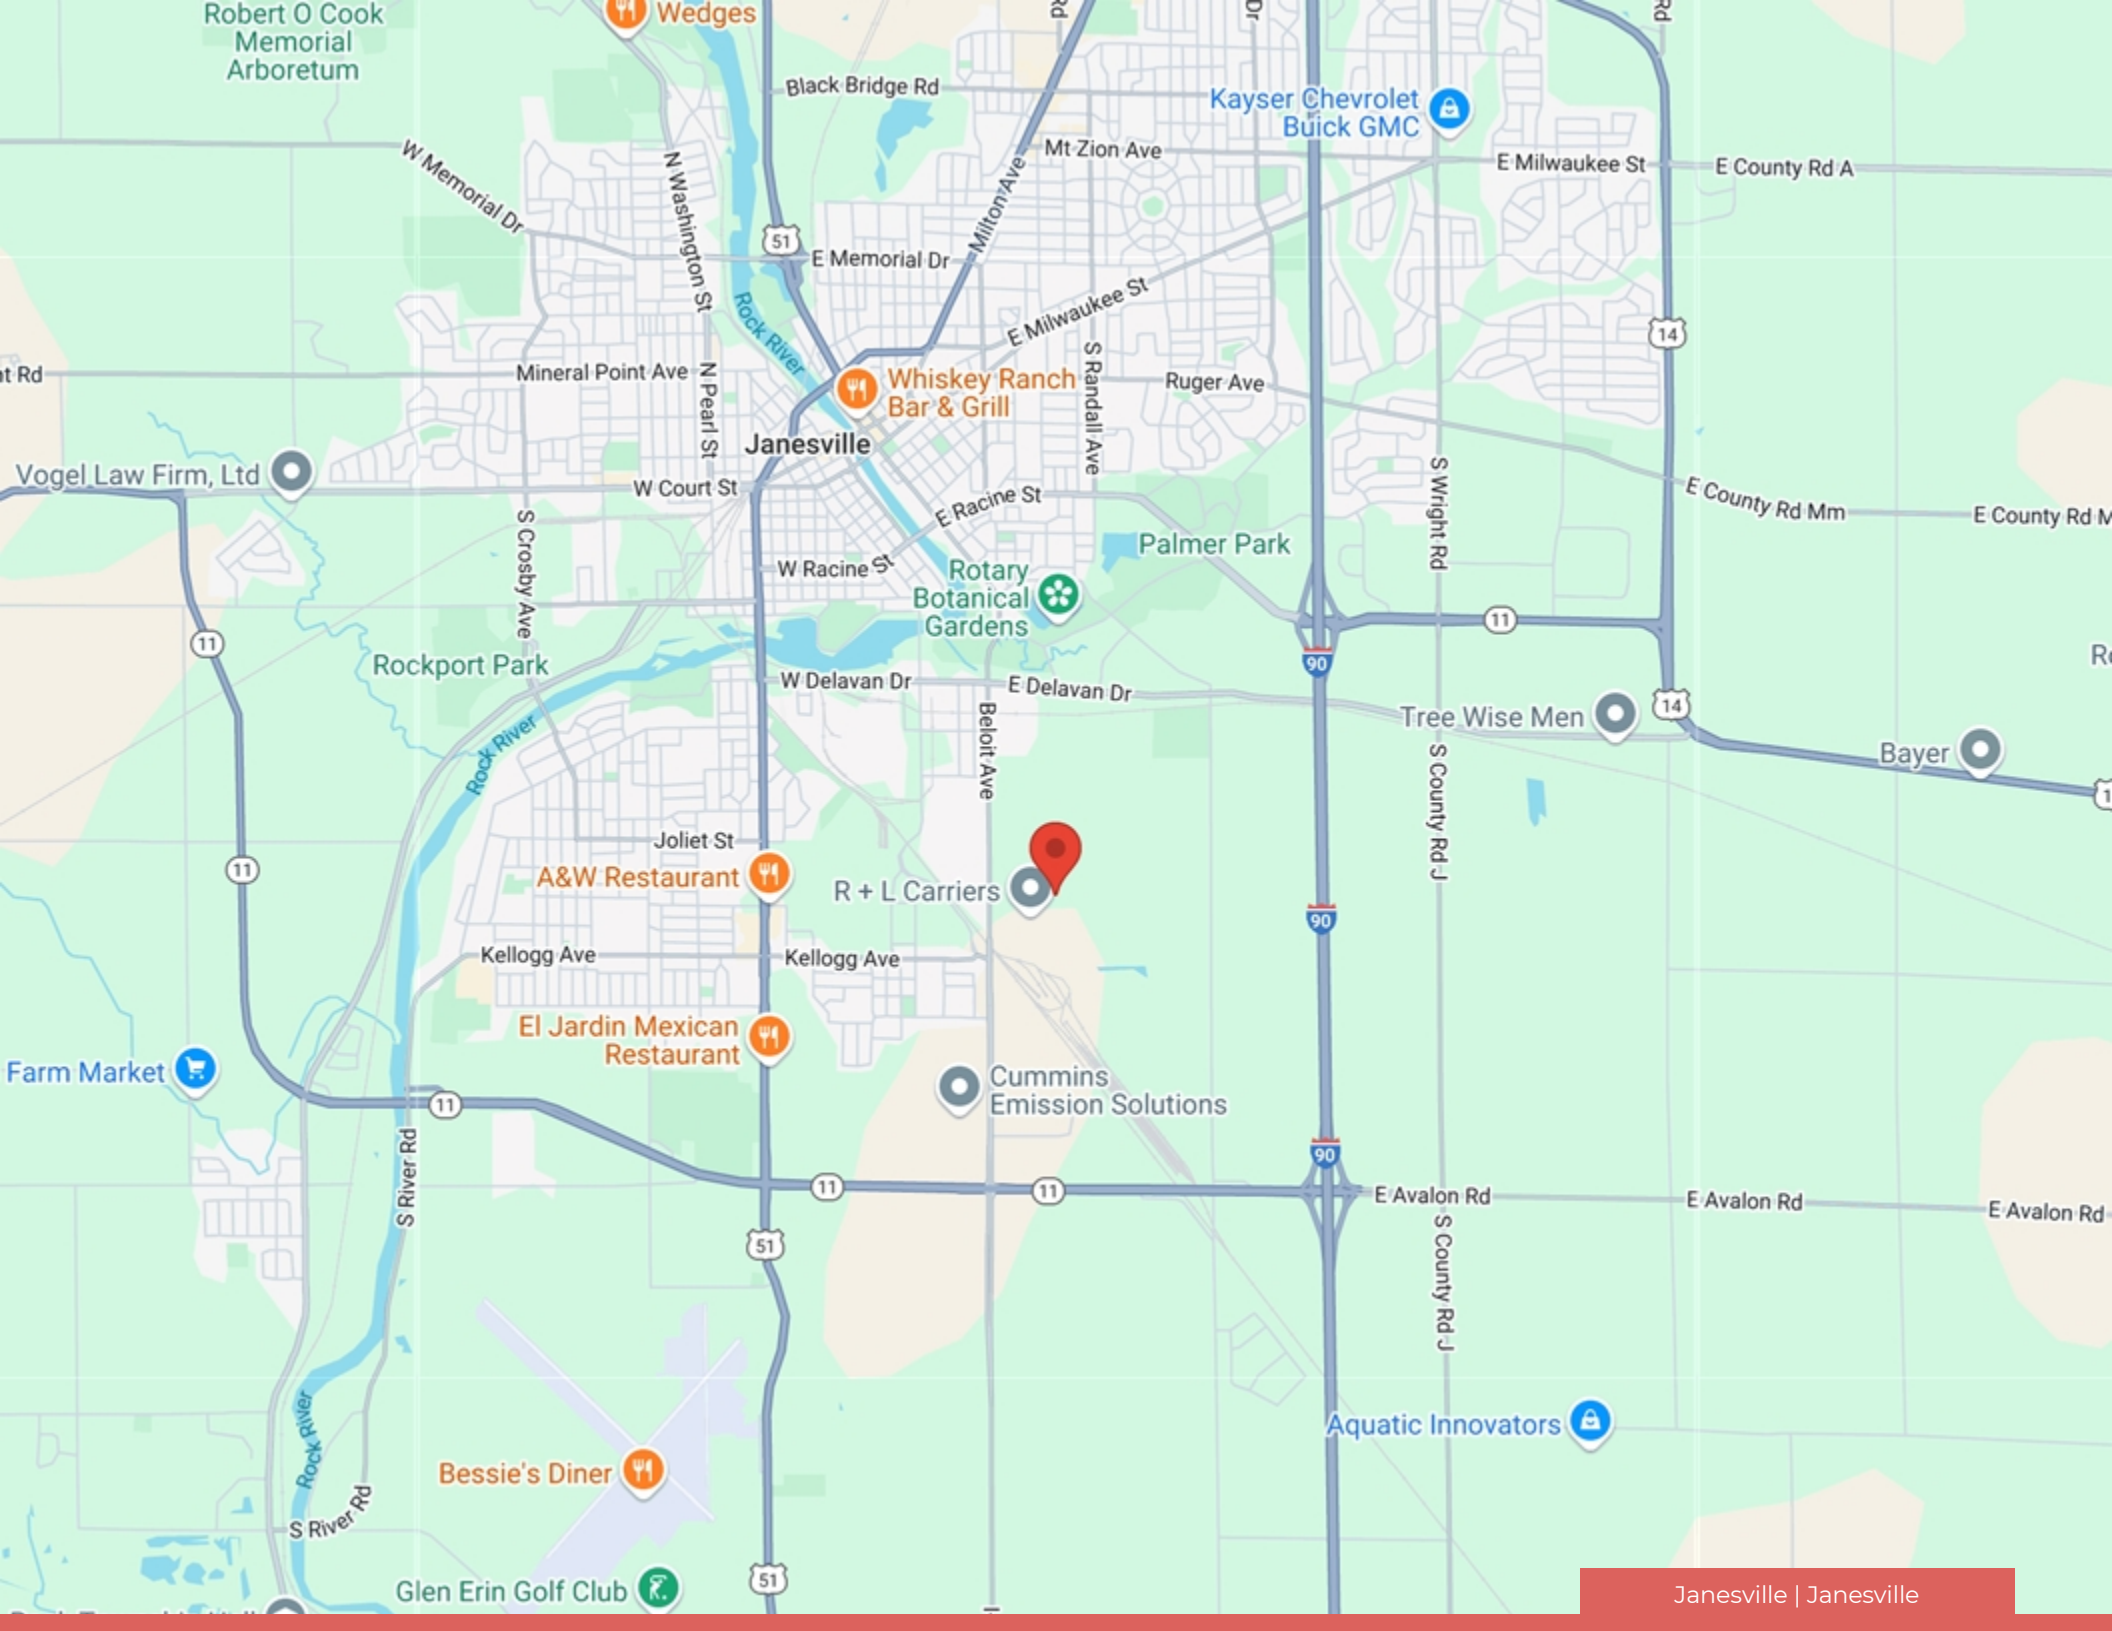 Robert O Cook
Memorial
Arboretum
Wedges
Rd
Dr
Rd
Black Bridge Rd
Kayser Chevrolet
Buick GMC
W Memorial Dr
N Washington St
Mt Zion Ave
Milton Ave
E Milwaukee St
E County Rd A
51
E Memorial Dr
Rock River
E Milwaukee St
14
nt Rd
Mineral Point Ave
N Pearl St
Whiskey Ranch
Bar & Grill
S Randall Ave
Ruger Ave
Janesville
Vogel Law Firm, Ltd
W Court St
E Racine St
S Wright Rd
E County Rd Mm
E County Rd M
S Crosby Ave
W Racine St
Palmer Park
Rotary
Botanical
Gardens
11
11
90
Rockport Park
W Delavan Dr
E Delavan Dr
Tree Wise Men
14
Rock River
Beloit Ave
S County Rd J
Bayer
1
Joliet St
11
A&W Restaurant
R + L Carriers
90
Kellogg Ave
Kellogg Ave
El Jardin Mexican
Restaurant
Farm Market
Cummins
Emission Solutions
11
S River Rd
90
11
11
E Avalon Rd
E Avalon Rd
E Avalon Rd
51
S County Rd J
Rock River
Aquatic Innovators
Bessie's Diner
S River Rd
Glen Erin Golf Club
51
Janesville | Janesville